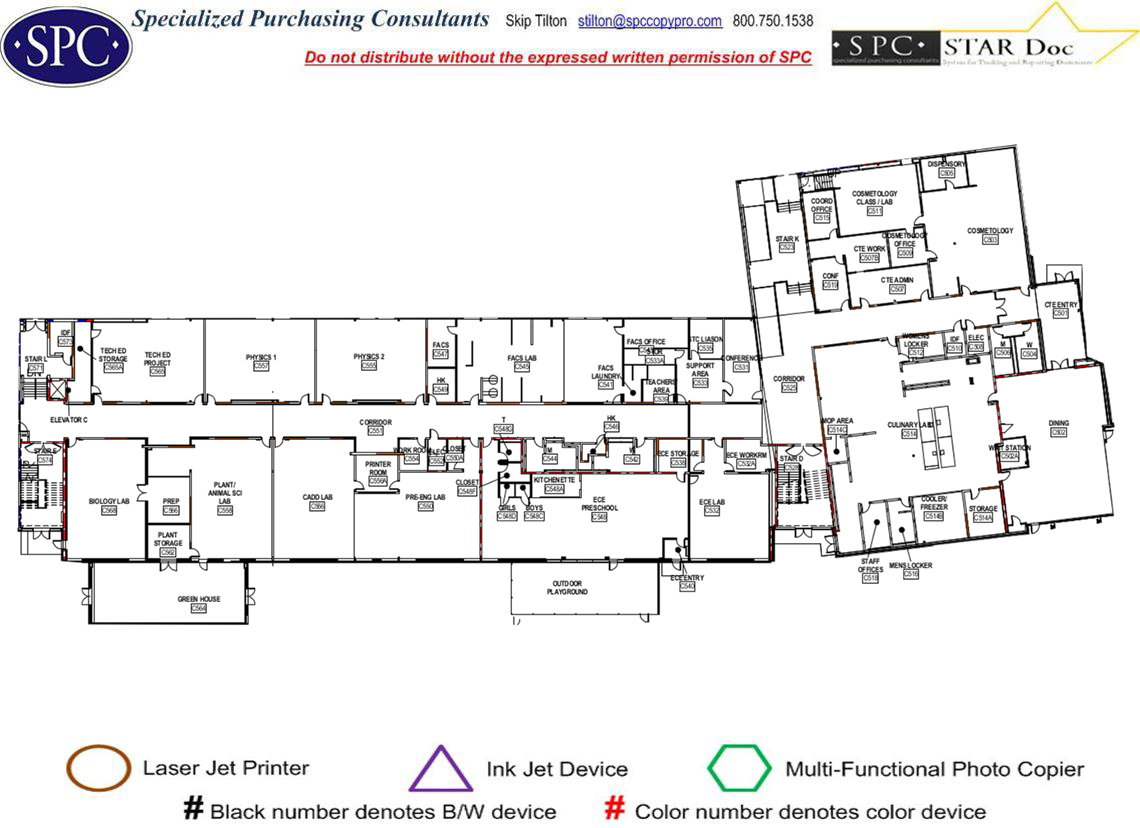 SPC
Specialized Purchasing Consultants Skip Tilton stilton@spccopypro.com 800.750.1538
Do not distribute without the expressed written permission of SPC
SPC STAR Doc
specialized purchasing consultants System for Tracking and Reporting Documents
DISPENSORY
C505
COSMETOLOGY
CLASS / LAB
C511
COORD
OFFICE
C515
STAIR K
C523
COSMETOLOGY
OFFICE
C509
COSMETOLOGY
C503
CTE WORK
C507B
CONF
C519
CTE ADMIN
C507
CTE ENTRY
C501
IDF
C573
STAIR L
C571
DN
TECH ED
STORAGE
C565A
TECH ED
PROJECT
C565
PHYSICS 1
C557
PHYSICS 2
C555
FACS
C547
HK
C549
FACS LAB
C545
FACS
LAUNDRY
C541
FACS OFFICE
C533A
TEACHERS
AREA
C539
STC LIASON
C535
SUPPORT
AREA
C533
CONFERENCE
C531
CORRIDOR
C525
WOMENS
LOCKER
C512
IDF
C510
ELEC
C508
M
C506
W
C504
ELEVATOR C
CORRIDOR
C551
T
C548G
HK
C546
MOP AREA
C514C
CULINARY LAB
C514
DINING
C502
WAIT STATION
C502A
C574
BIOLOGY LAB
C568
PREP
C566
PLANT
STORAGE
C562
PLANT/
ANIMAL SCI
LAB
C558
CADD LAB
C556
PRINTER
ROOM
C556A
WORK ROOM
C554
CLOSET
C550A
PRE-ENG LAB
C550
CLOSET
C548F
M
C544
W
C542
KITCHENETTE
C548A
GIRLS
C548D
BOYS
C548C
ECE
PRESCHOOL
C548
ECE STORAGE
C538
ECE WORKRM
C532A
ECE LAB
C532
STAIR D
C528
COOLER/
FREEZER
C514B
STORAGE
C514A
STAFF
OFFICES
C518
MENS LOCKER
C516
ECE ENTRY
C540
GREEN HOUSE
C564
OUTDOOR
PLAYGROUND
Laser Jet Printer
Ink Jet Device
Multi-Functional Photo Copier
# Black number denotes B/W device
# Color number denotes color device